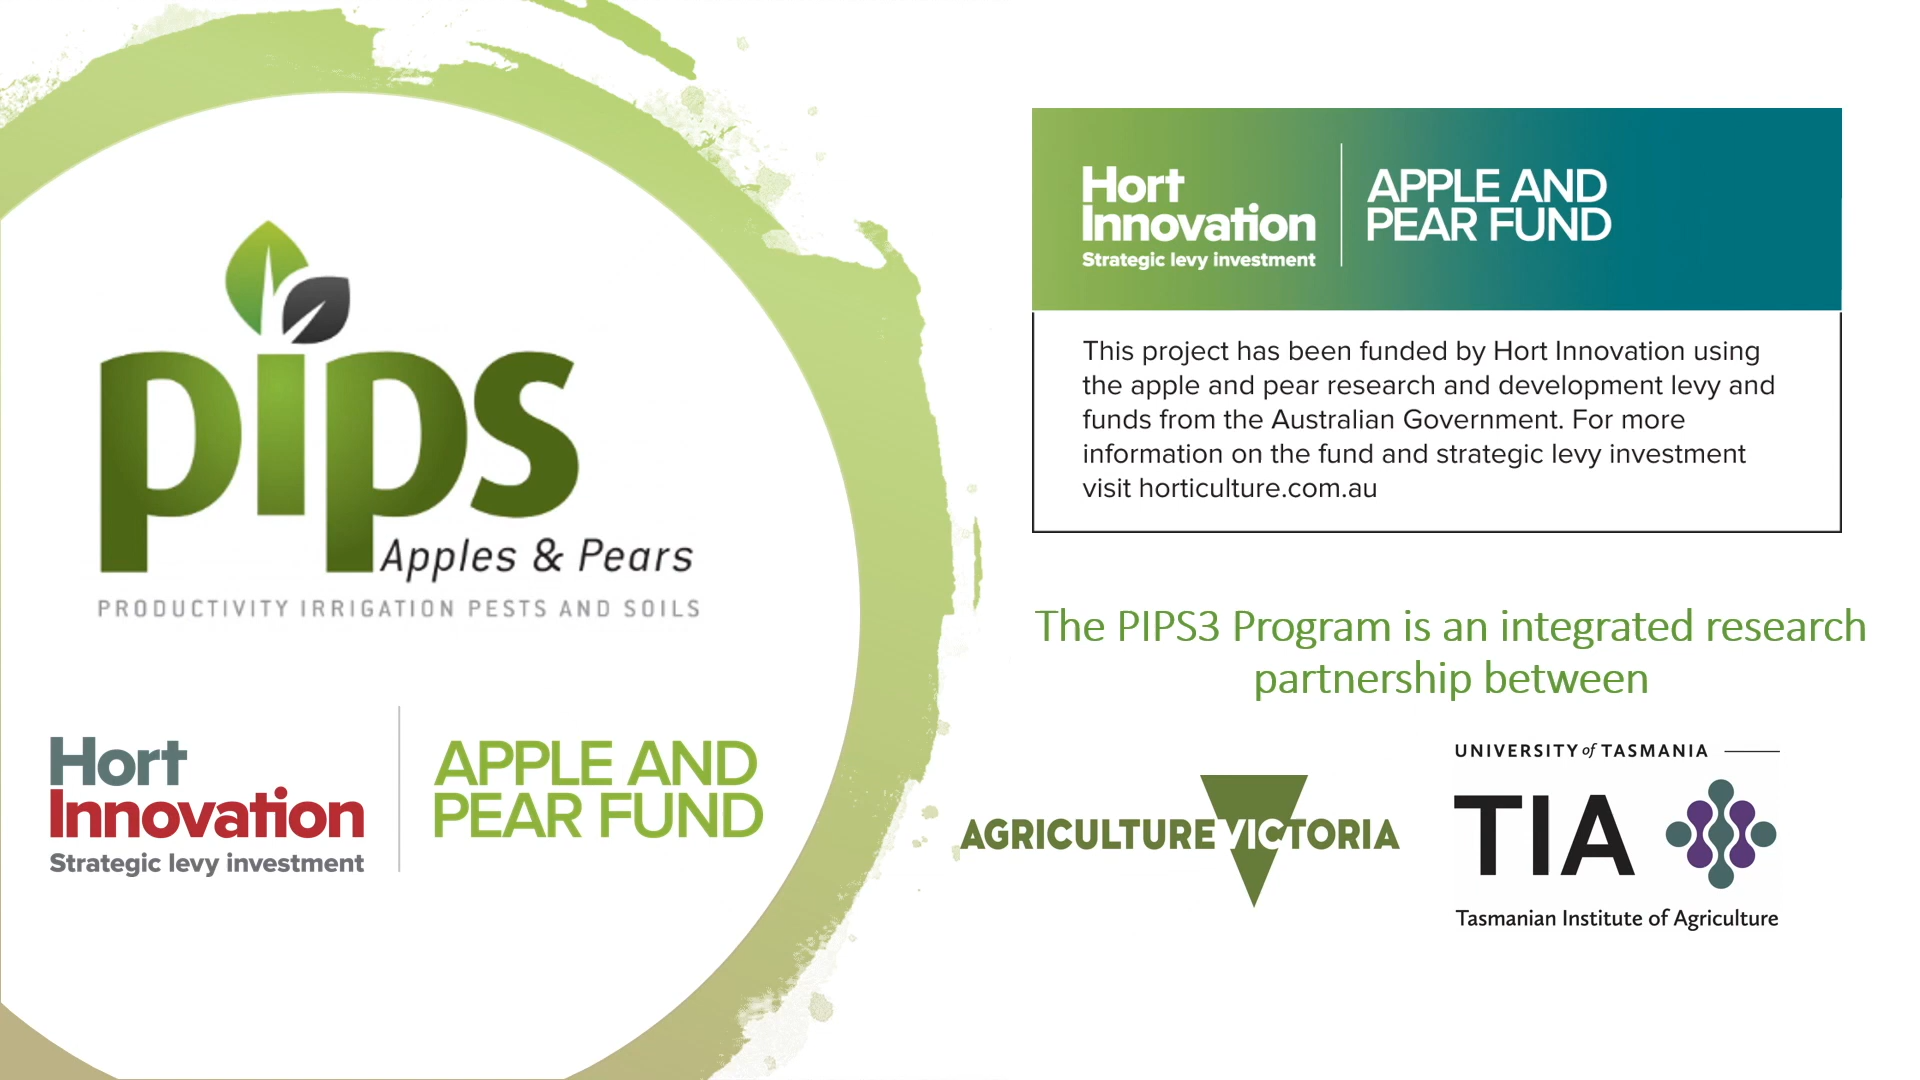 pips
Apples & Pears
PRODUCTIVITY IRRIGATION PESTS AND SOILS
Hort
Innovation
Strategic levy investment
APPLE AND
PEAR FUND
Hort
Innovation
Strategic levy investment
APPLE AND
PEAR FUND
This project has been funded by Hort Innovation using
the apple and pear research and development levy and
funds from the Australian Government. For more
information on the fund and strategic levy investment
visit horticulture.com.au
The PIPS3 Program is an integrated research
partnership between
AGRICULTURE VICTORIA
UNIVERSITY of TASMANIA
TIA
Tasmanian Institute of Agriculture